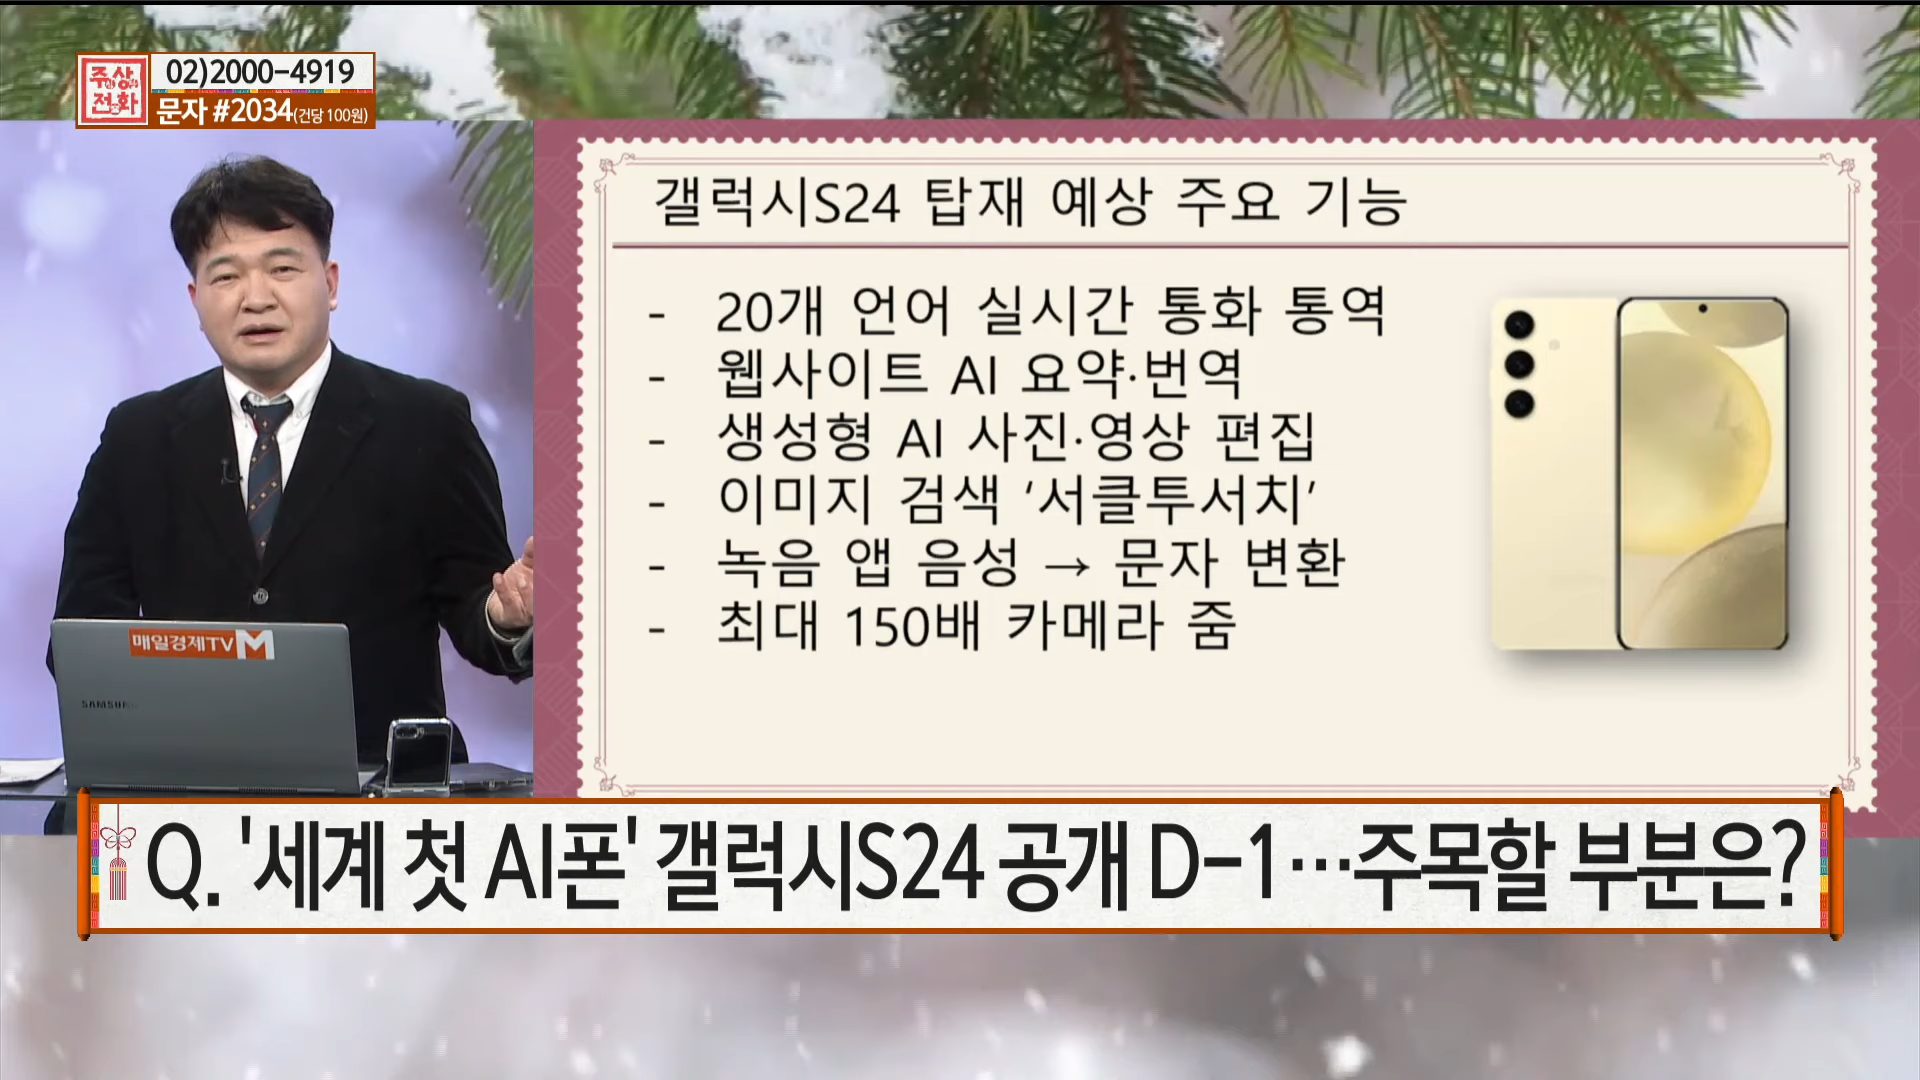 주상
전화
02)2000-4919
문자 #2034(건당 100원)
갤럭시S24 탑재 예상 주요 기능
- 20개 언어 실시간 통화 통역
- 웹사이트 AI 요약·번역
- 생성형 AI 사진·영상 편집
- 이미지 검색 '서클투서치'
- 녹음 앱 음성 → 문자 변환
- 최대 150배 카메라 줌
매일경제TV M
SAMSUNG
Q. '세계 첫 AI폰' 갤럭시S24 공개 D-1…주목할 부분은?